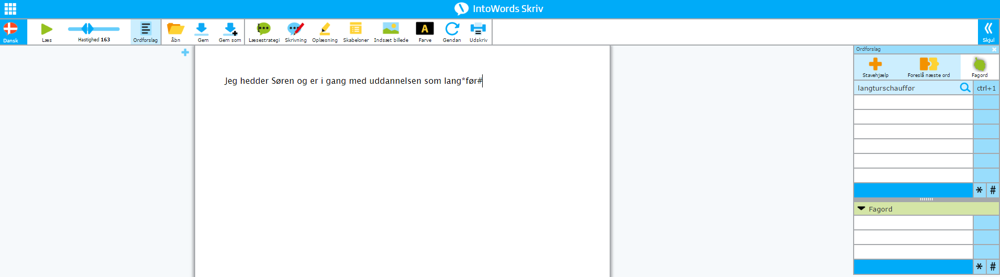 IntoWords Skriv
Dansk
Læs
Hastighed 163
Ordforslag
Åbn
Gem
Gem som
Læsestrategi
Skrivning
Oplæsning
Skabeloner
Indsæt billede
A
Farve
Gendan
Udskriv
Skjul
Jeg hedder Søren og er i gang med uddannelsen som lang*før#
Ordforslag
Stavehjælp
Foreslå næste ord
Fagord
langturschauffør ctrl+1
* #
Fagord
* #